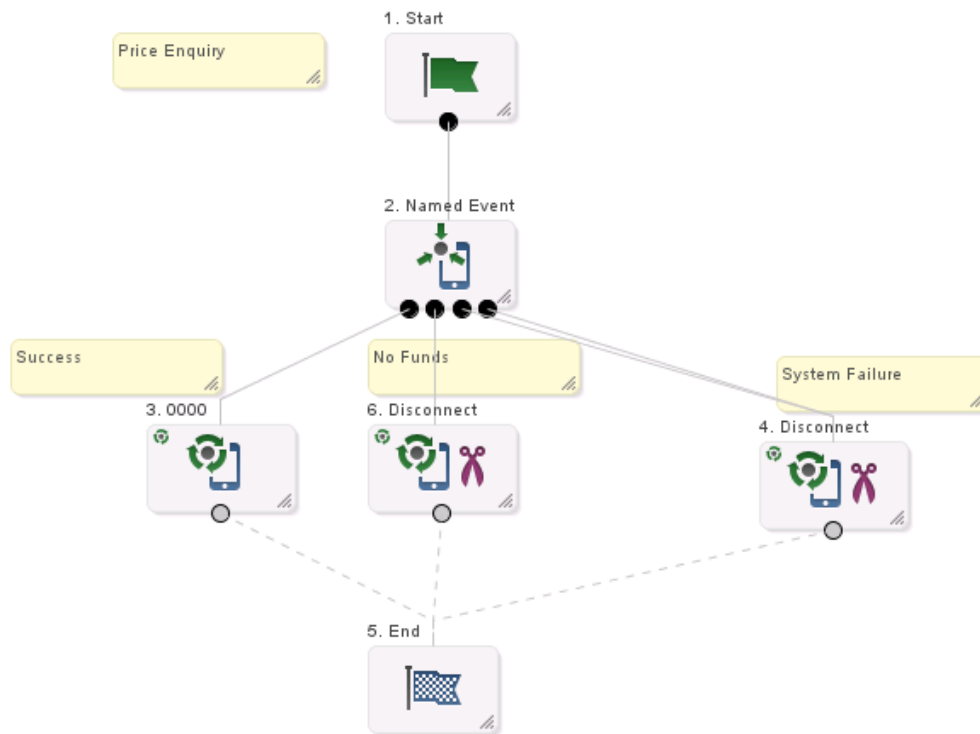 1. Start
Price Enquiry
2. Named Event
Success
No Funds
System Failure
3. 0000
6. Disconnect
4. Disconnect
5. End